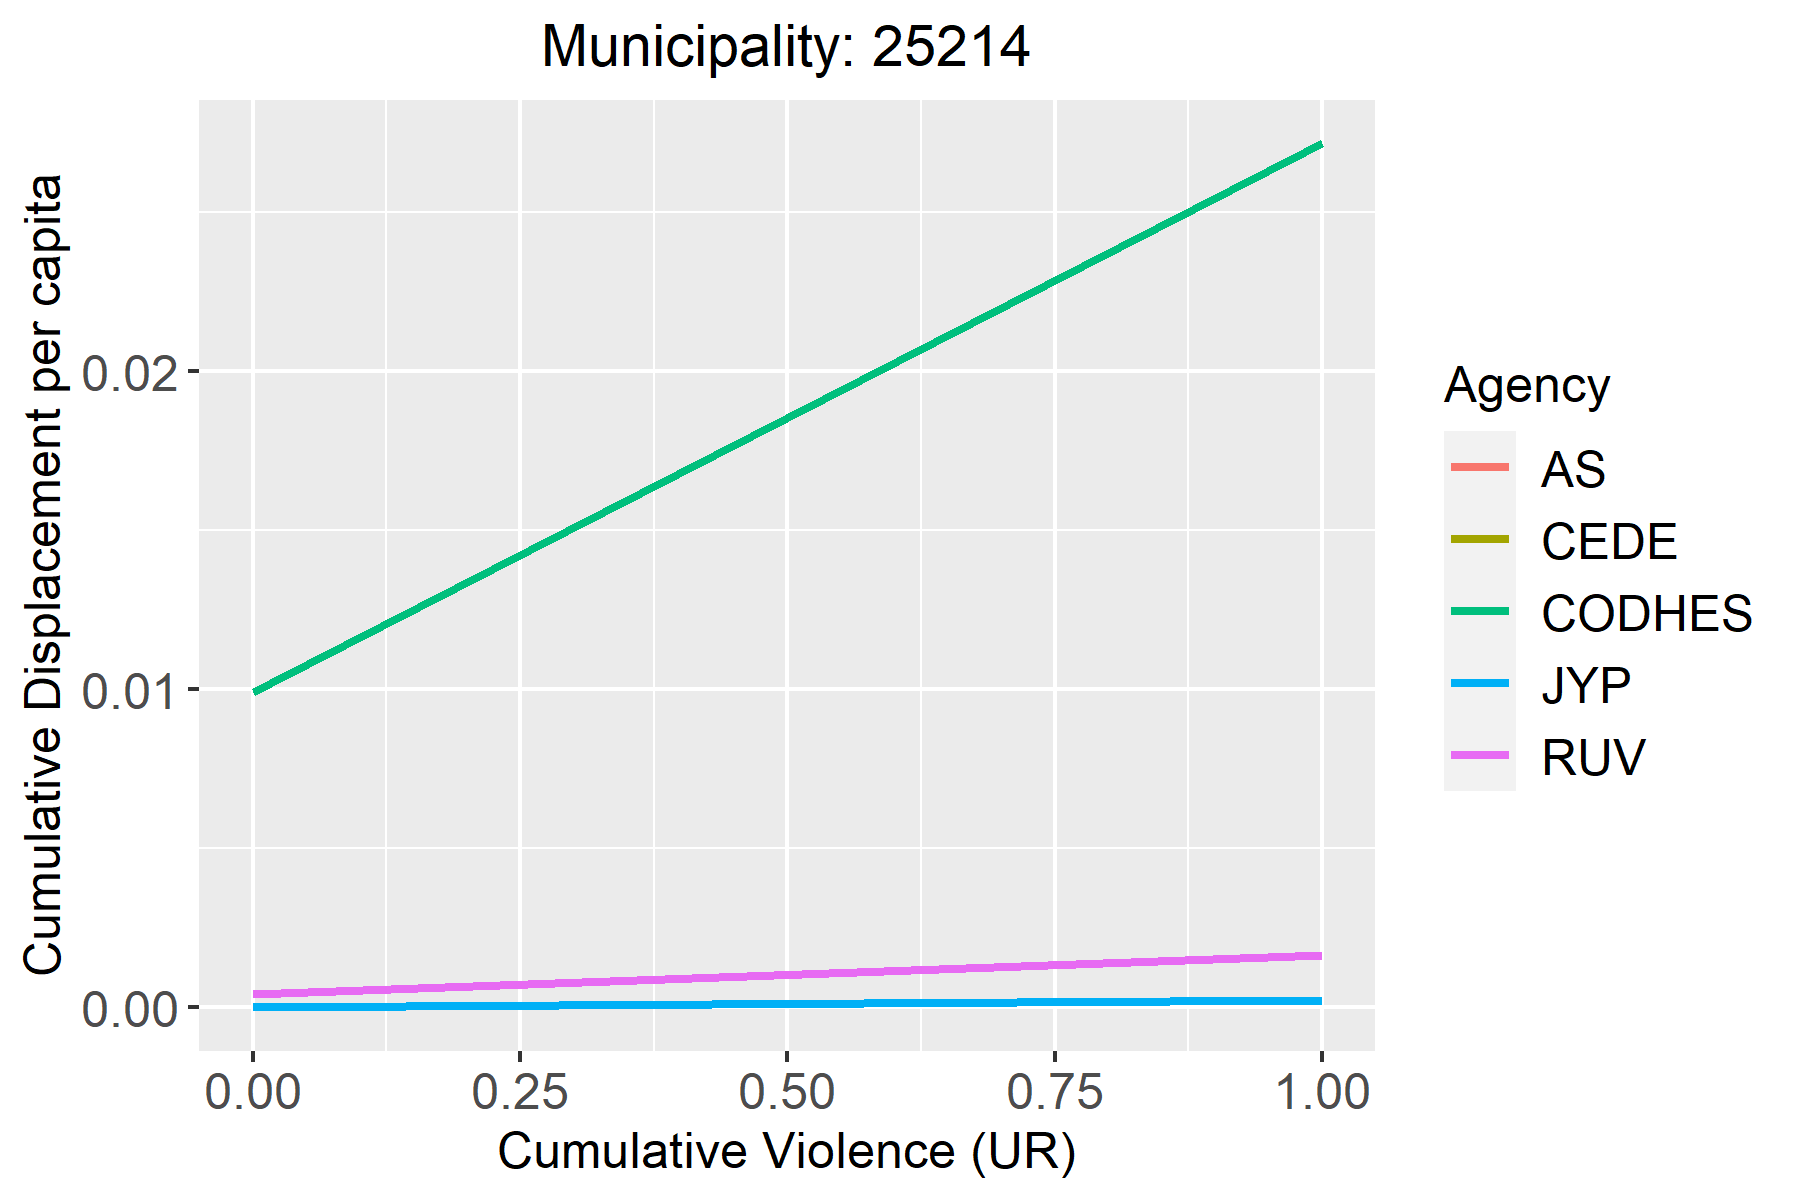 Municipality: 25214
Cumulative Displacement per capita
0.02
0.01
0.00
0.00 0.25 0.50 0.75 1.00
Cumulative Violence (UR)
Agency
AS
CEDE
CODHES
JYP
RUV